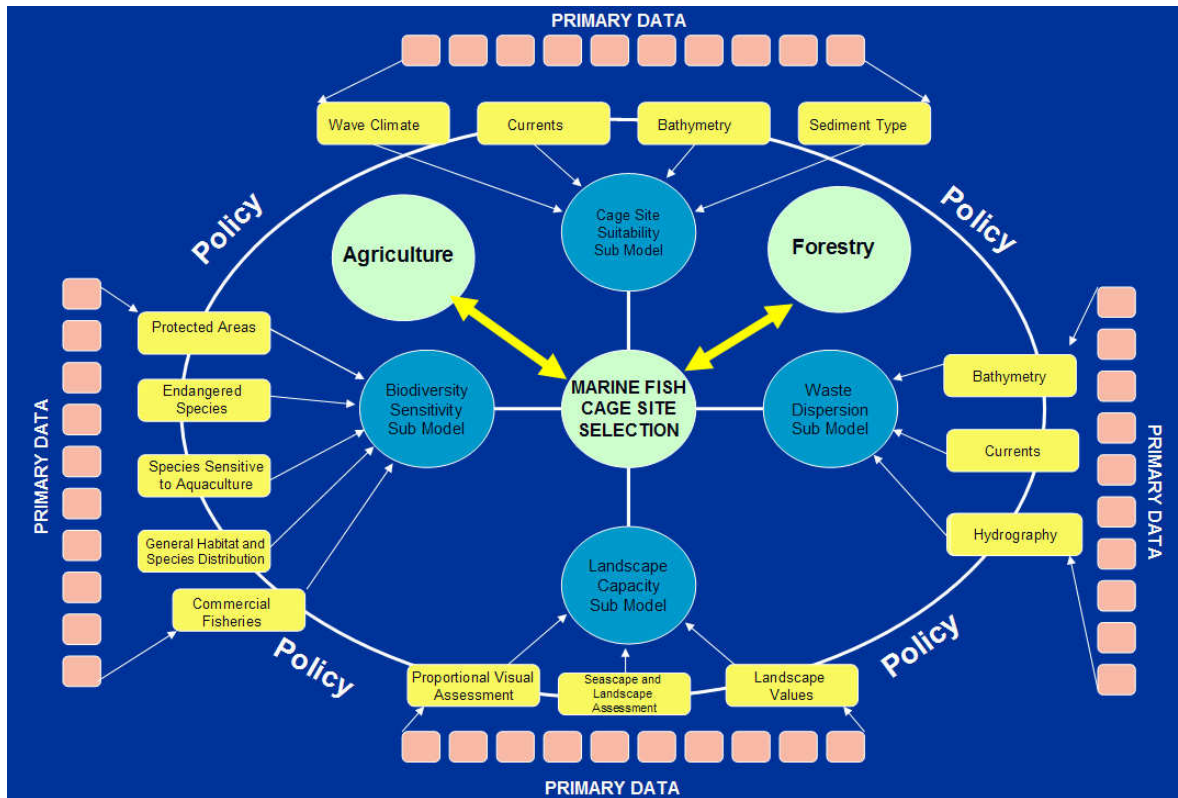 PRIMARY DATA
Wave Climate
Currents
Bathymetry
Sediment Type
Policy
Policy
Cage Site
Suitability
Sub Model
Agriculture
Forestry
Protected Areas
Endangered
Species
Species Sensitive
to Aquaculture
General Habitat and
Species Distribution
Commercial
Fisheries
PRIMARY DATA
Biodiversity
Sensitivity
Sub Model
MARINE FISH
CAGE SITE
SELECTION
Waste
Dispersion
Sub Model
Bathymetry
Currents
Hydrography
PRIMARY DATA
Landscape
Capacity
Sub Model
Policy
Policy
Proportional Visual
Assessment
Seascape and
Landscape
Assessment
Landscape
Values
PRIMARY DATA